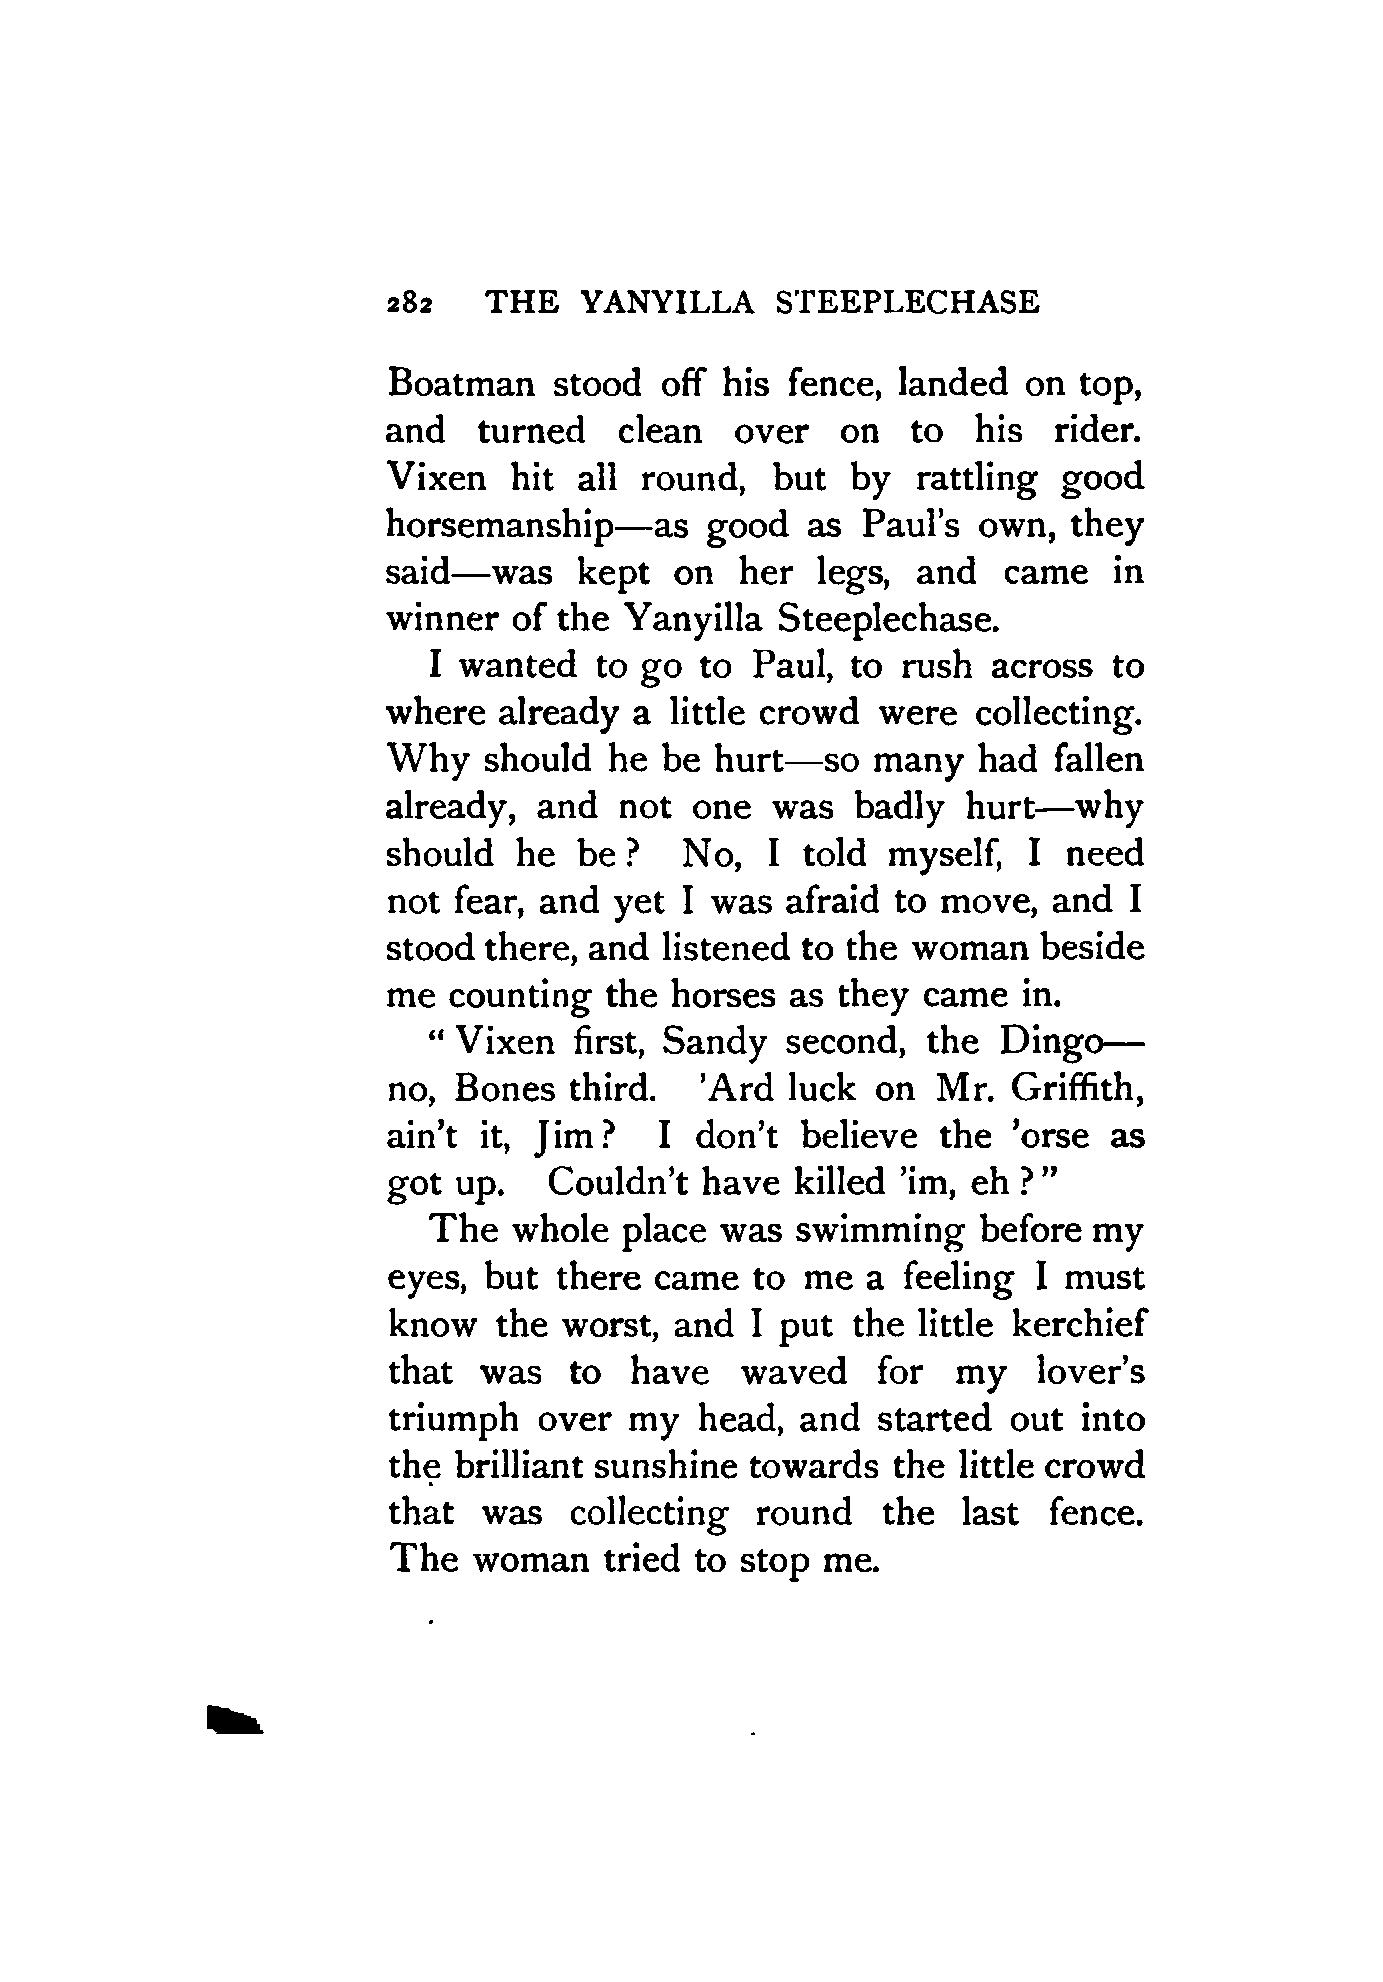 282 THE YANYILLA STEEPLECHASE
Boatman stood off his fence, landed on top,
and turned clean over on to his rider.
Vixen hit all round, but by rattling good
horsemanship—as good as Paul's own, they
said—was kept on her legs, and came in
winner of the Yanyilla Steeplechase.
I wanted to go to Paul, to rush across to
where already a little crowd were collecting.
Why should he be hurt—so many had fallen
already, and not one was badly hurt—why
should he be? No, I told myself, I need
not fear, and yet I was afraid to move, and I
stood there, and listened to the woman beside
me counting the horses as they came in.
"Vixen first, Sandy second, the Dingo—
no, Bones third. 'Ard luck on Mr. Griffith,
ain't it, Jim? I don't believe the 'orse as
got up. Couldn't have killed 'im, eh?"
The whole place was swimming before my
eyes, but there came to me a feeling I must
know the worst, and I put the little kerchief
that was to have waved for my lover's
triumph over my head, and started out into
the brilliant sunshine towards the little crowd
that was collecting round the last fence.
The woman tried to stop me.